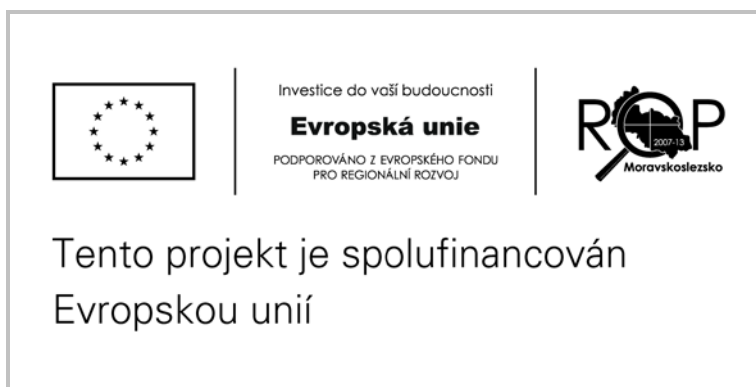 Investice do vaší budoucnosti
Evropská unie
PODPOROVÁNO Z EVROPSKÉHO FONDU
PRO REGIONÁLNÍ ROZVOJ
ROP
2007-13
Moravskoslezsko
Tento projekt je spolufinancován
Evropskou unií